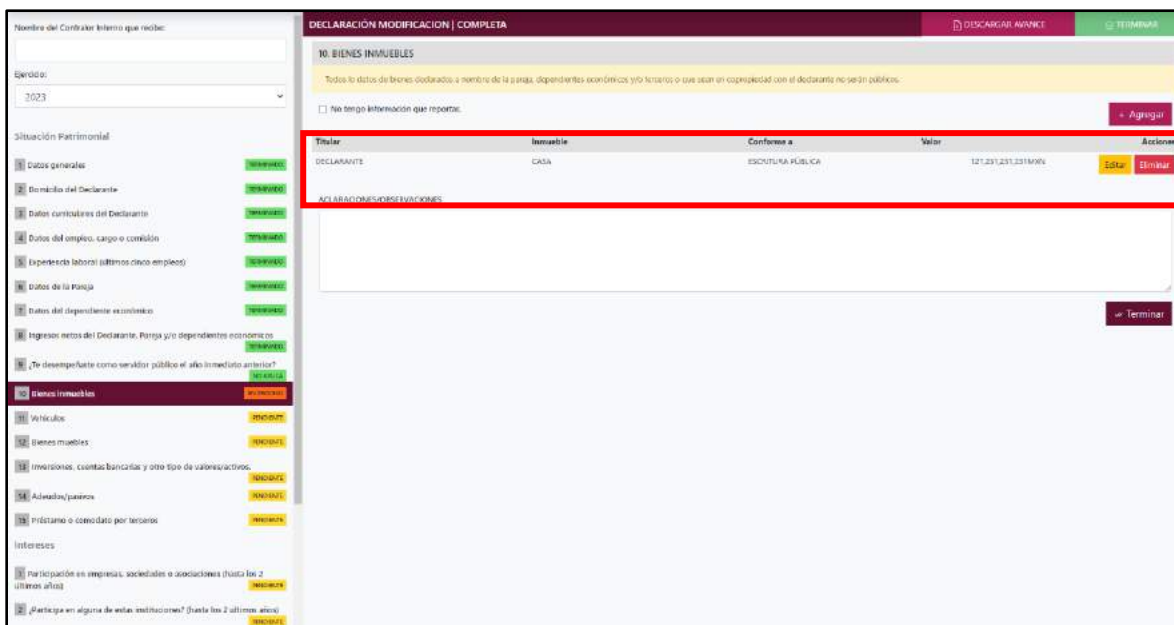 Nombre del Contralor Interno que recibe:
Ejercicio:
2023
Situación Patrimonial
1 Datos generales TERMINADO
2 Domicilio del Declarante TERMINADO
3 Datos curriculares del Declarante TERMINADO
4 Datos del empleo, cargo o comisión TERMINADO
5 Experiencia laboral (últimos cinco empleos) TERMINADO
6 Datos de la Pareja TERMINADO
7 Datos del dependiente económico TERMINADO
8 Ingresos netos del Declarante, Pareja y/o dependientes económicos
TERMINADO
9 ¿Te desempeñaste como servidor público el año inmediato anterior?
10 Bienes inmuebles
11 Vehículos PENDIENTE
12 Bienes muebles PENDIENTE
13 Inversiones, cuentas bancarias y otro tipo de valores/activos.
PENDIENTE
14 Adeudos/pasivos PENDIENTE
15 Préstamo o comodato por terceros PENDIENTE
Intereses
1 Participación en empresas, sociedades o asociaciones (hasta los 2
últimos años) PENDIENTE
2 ¿Participa en alguna de estas instituciones? (hasta los 2 últimos años)
PENDIENTE
DECLARACIÓN MODIFICACION | COMPLETA
DESCARGAR AVANCE
TERMINAR
10. BIENES INMUEBLES
Todos lo datos de bienes declarados a nombre de la pareja, dependientes económicos y/o terceros o que sean en copropiedad con el declarante no serán públicos.
No tengo información que reportar.
+ Agregar
Titular Inmueble Conforme a Valor Acciones
DECLARANTE CASA ESCRITURA PÚBLICA 121,231,231,231MXN Editar Eliminar
ACLARACIONES/OBSERVACIONES
Terminar